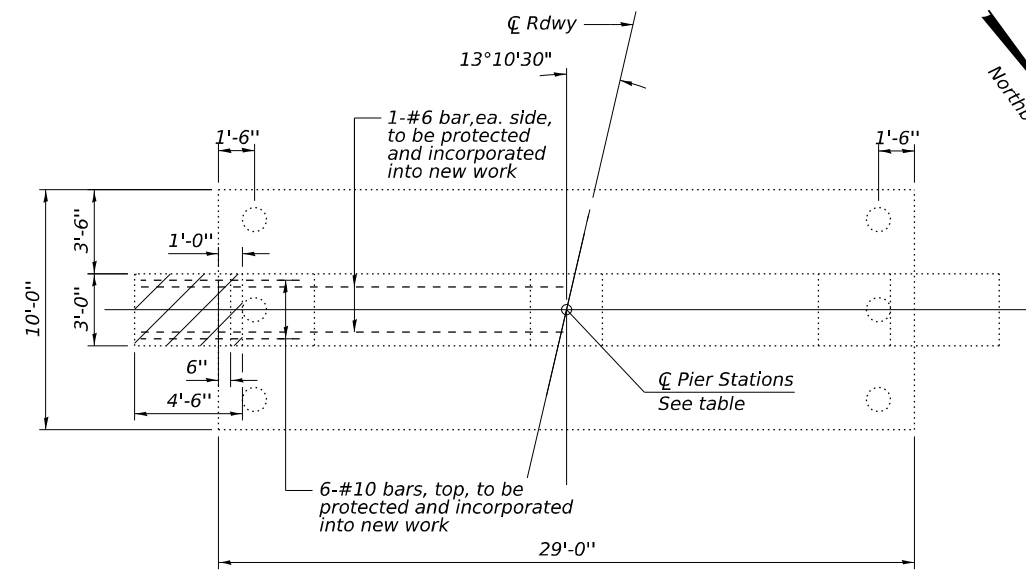 ℄ Rdwy
13°10'30"
1-#6 bar,ea. side,
to be protected
and incorporated
into new work
1'-6"
1'-6"
3'-6"
1'-0"
10'-0"
3'-0"
6"
4'-6"
℄ Pier Stations
See table
6-#10 bars, top, to be
protected and incorporated
into new work
29'-0"